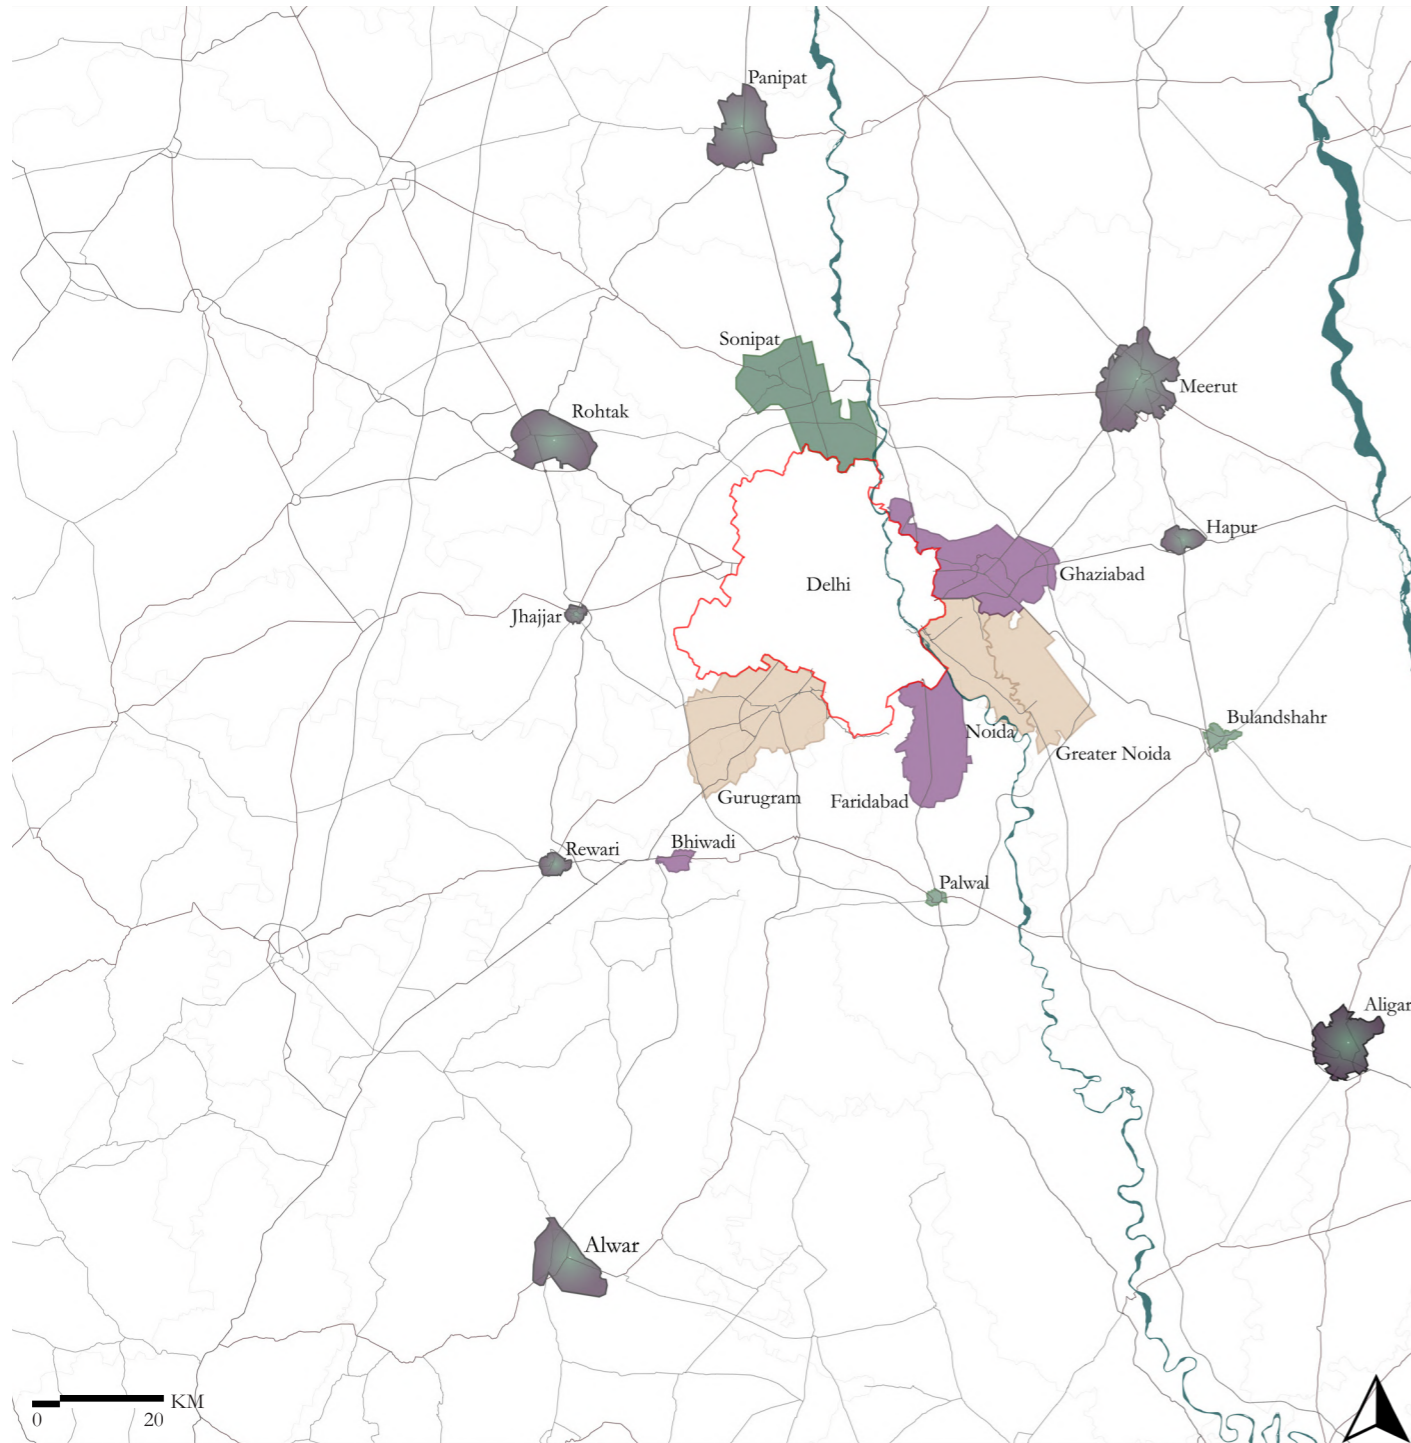 Panipat
Sonipat
Meerut
Rohtak
Hapur
Ghaziabad
Delhi
Jhajjar
Bulandshahr
Noida
Greater Noida
Gurugram
Faridabad
Bhiwadi
Rewari
Palwal
Aligar
Alwar
KM
0 20